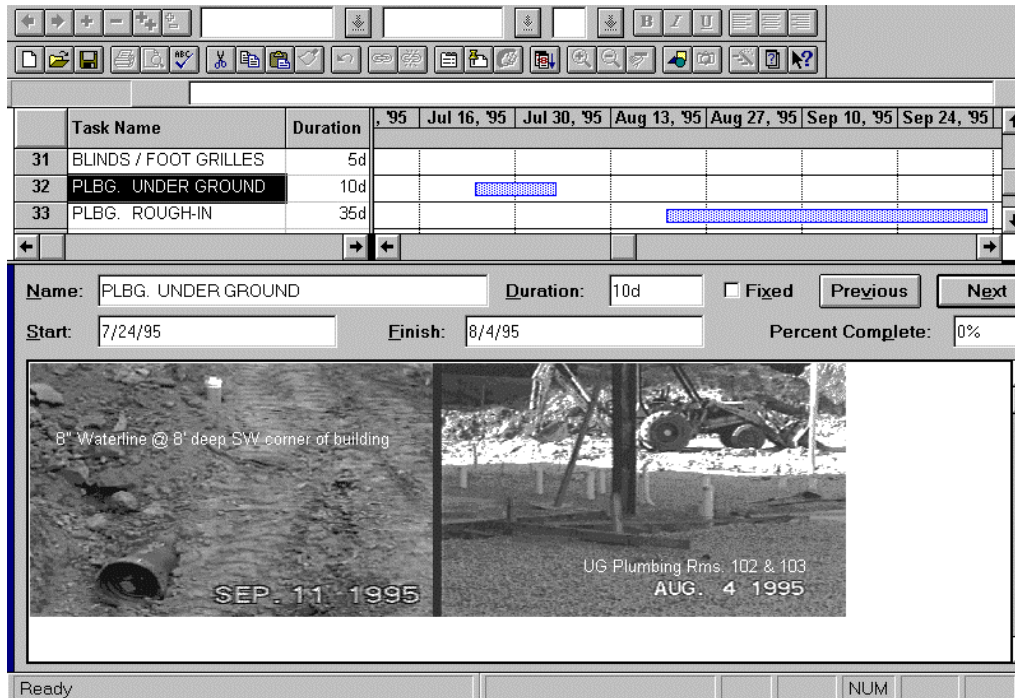 B I U
ABC
Task Name Duration , '95 Jul 16, '95 Jul 30, '95 Aug 13, '95 Aug 27, '95 Sep 10, '95 Sep 24, '95
31 BLINDS / FOOT GRILLES 5d
32 PLBG. UNDER GROUND 10d
33 PLBG. ROUGH-IN 35d
Name: PLBG. UNDER GROUND Duration: 10d Fixed Previous Next
Start: 7/24/95 Finish: 8/4/95 Percent Complete: 0%
8" Waterline @ 8' deep SW corner of building
SEP. 11 1995
UG Plumbing Rms. 102 & 103
AUG. 4 1995
Ready NUM